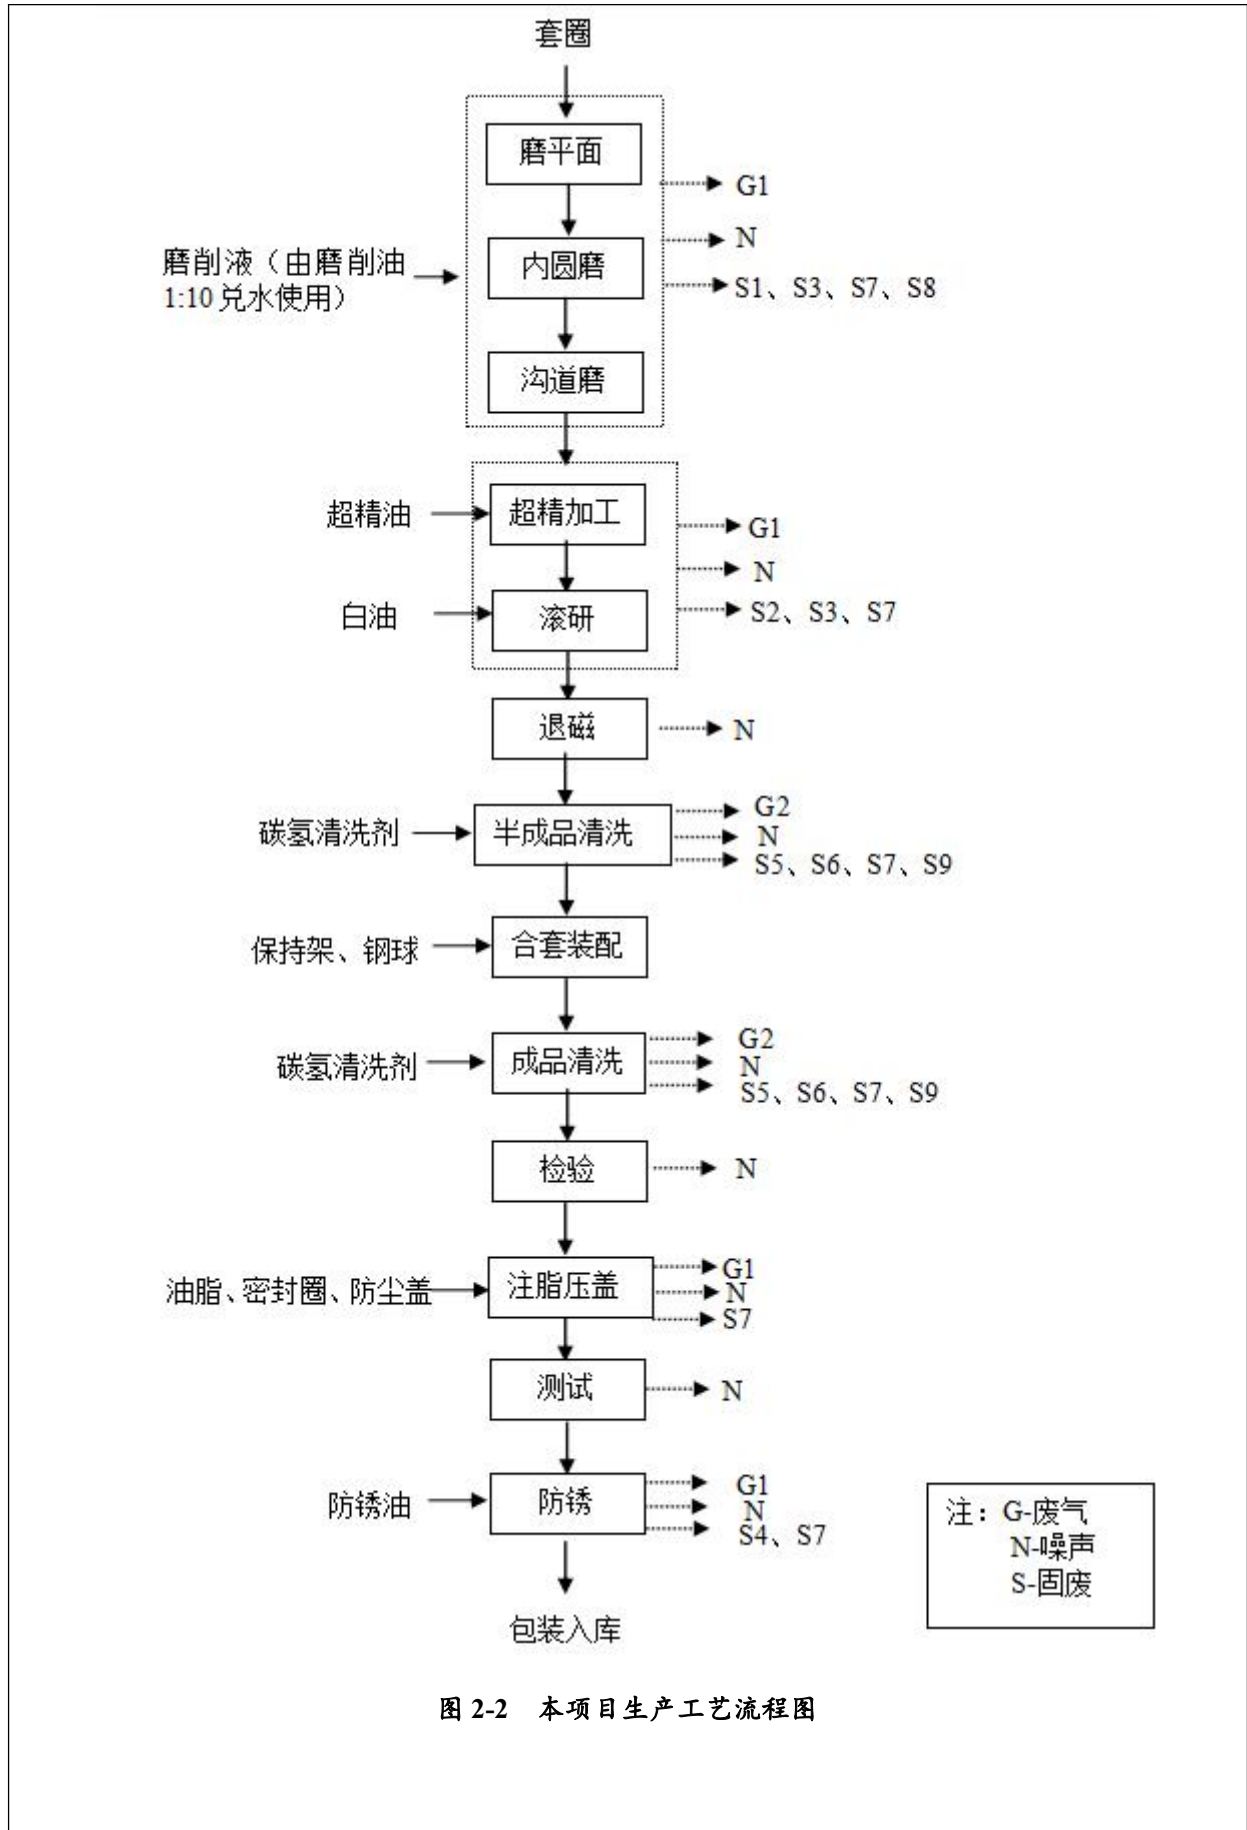 套圈
磨平面
G1
N
磨削液（由磨削油
1:10兑水使用）
内圆磨
S1、S3、S7、S8
沟道磨
超精油
超精加工
G1
N
白油
滚研
S2、S3、S7
退磁
N
碳氢清洗剂
半成品清洗
G2
N
S5、S6、S7、S9
保持架、钢球
合套装配
碳氢清洗剂
成品清洗
G2
N
S5、S6、S7、S9
检验
N
油脂、密封圈、防尘盖
注脂压盖
G1
N
S7
测试
N
防锈油
防锈
G1
N
S4、S7
注：G-废气
N-噪声
S-固废
包装入库
图 2-2 本项目生产工艺流程图